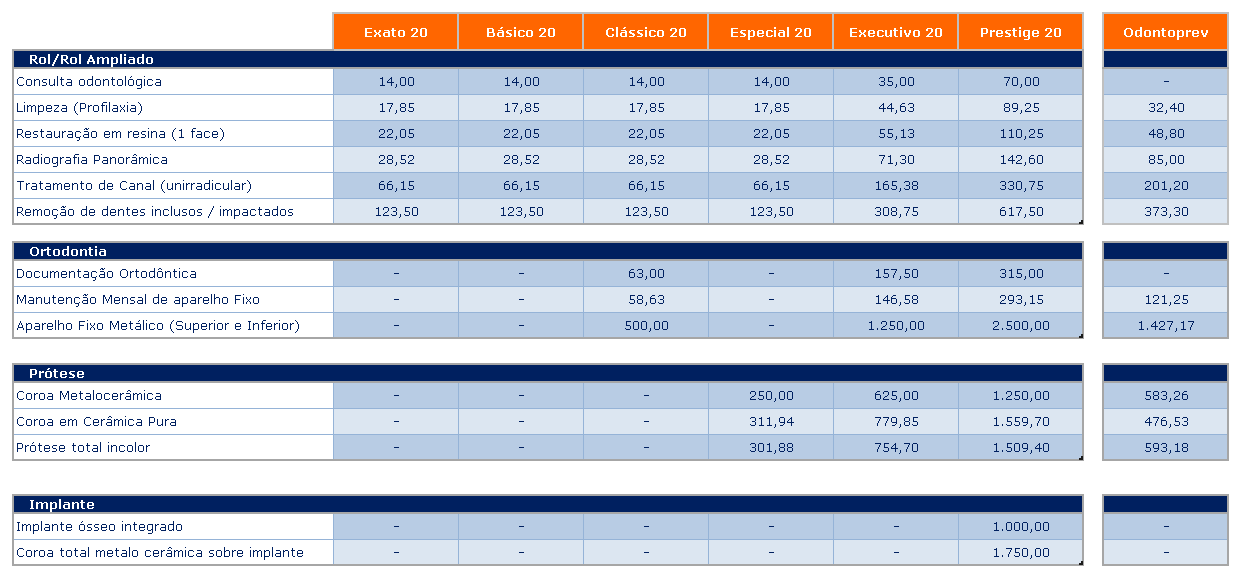 Exato 20 Básico 20 Clássico 20 Especial 20 Executivo 20 Prestige 20 Odontoprev
Rol/Rol Ampliado
Consulta odontológica 14,00 14,00 14,00 14,00 35,00 70,00 -
Limpeza (Profilaxia) 17,85 17,85 17,85 17,85 44,63 89,25 32,40
Restauração em resina (1 face) 22,05 22,05 22,05 22,05 55,13 110,25 48,80
Radiografia Panorâmica 28,52 28,52 28,52 28,52 71,30 142,60 85,00
Tratamento de Canal (unirradicular) 66,15 66,15 66,15 66,15 165,38 330,75 201,20
Remoção de dentes inclusos / impactados 123,50 123,50 123,50 123,50 308,75 617,50 373,30
Ortodontia
Documentação Ortodôntica - - 63,00 - 157,50 315,00 -
Manutenção Mensal de aparelho Fixo - - 58,63 - 146,58 293,15 121,25
Aparelho Fixo Metálico (Superior e Inferior) - - 500,00 - 1.250,00 2.500,00 1.427,17
Prótese
Coroa Metalocerâmica - - - 250,00 625,00 1.250,00 583,26
Coroa em Cerâmica Pura - - - 311,94 779,85 1.559,70 476,53
Prótese total incolor - - - 301,88 754,70 1.509,40 593,18
Implante
Implante ósseo integrado - - - - - 1.000,00 -
Coroa total metalo cerâmica sobre implante - - - - - 1.750,00 -